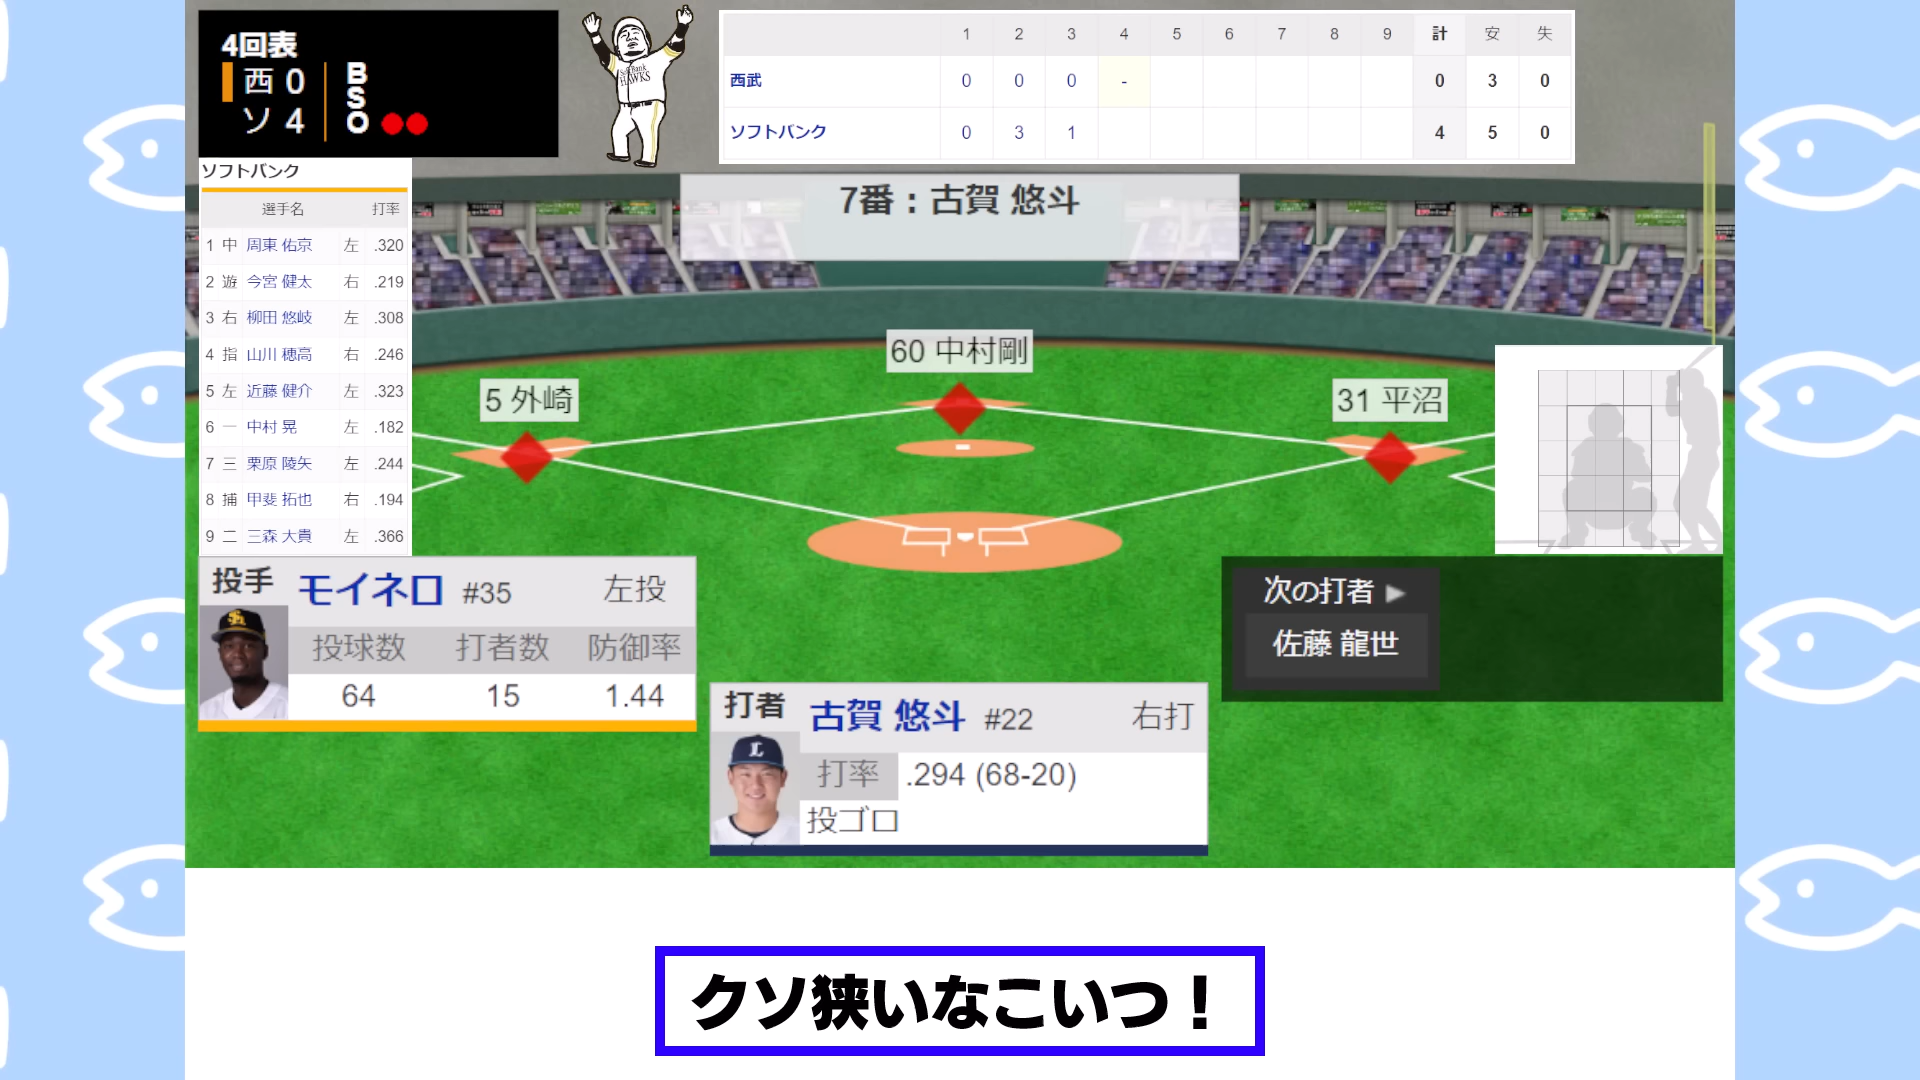 4回表
西 0
ソ 4
B
S
O
SoftBank
HAWKS
1 2 3 4 5 6 7 8 9 計 安 失
西武 0 0 0 - 0 3 0
ソフトバンク 0 3 1 4 5 0
ソフトバンク
選手名 打率
1 中 周東 佑京 左 .320
2 遊 今宮 健太 右 .219
3 右 柳田 悠岐 左 .308
4 指 山川 穂高 右 .246
5 左 近藤 健介 左 .323
6 一 中村 晃 左 .182
7 三 栗原 陵矢 左 .244
8 捕 甲斐 拓也 右 .194
9 二 三森 大貴 左 .366
7番：古賀 悠斗
60 中村剛
5 外崎
31 平沼
投手 モイネロ #35 左投
投球数 打者数 防御率
64 15 1.44
打者 古賀 悠斗 #22 右打
打率 .294 (68-20)
投ゴロ
次の打者 ▶
佐藤 龍世
クソ狭いなこいつ！